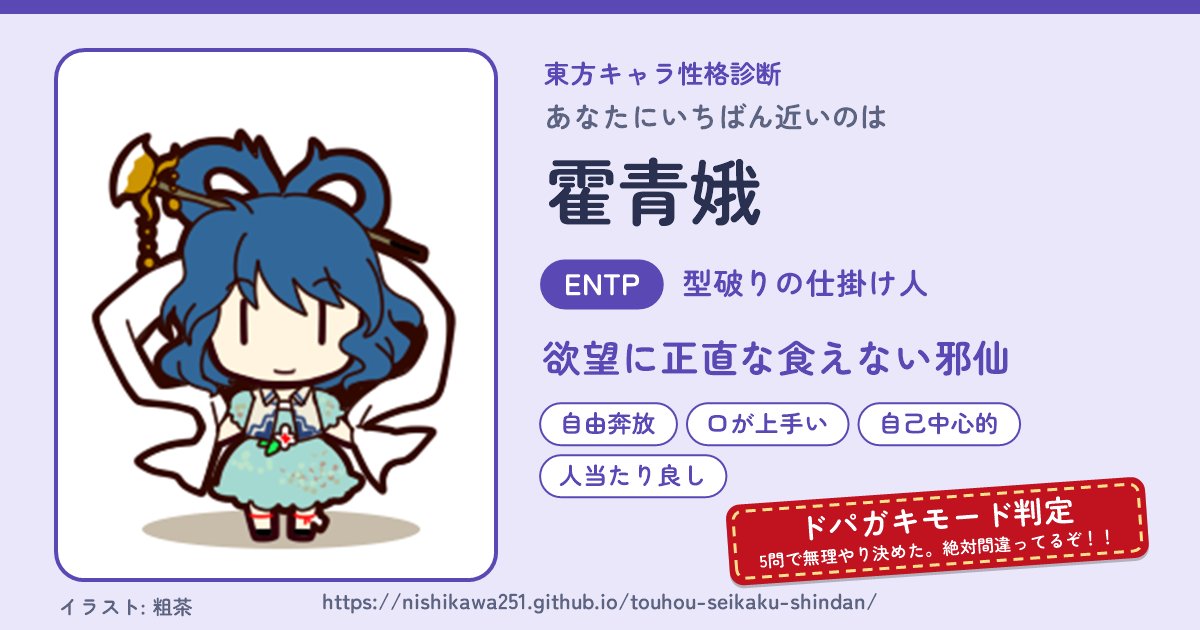 東方キャラ性格診断
あなたにいちばん近いのは
霍青娥
ENTP 型破りの仕掛け人
欲望に正直な食えない邪仙
自由奔放 口が上手い 自己中心的
人当たり良し
ドパガキモード判定
5問で無理やり決めた。絶対間違ってるぞ！！
イラスト: 粗茶
https://nishikawa251.github.io/touhou-seikaku-shindan/